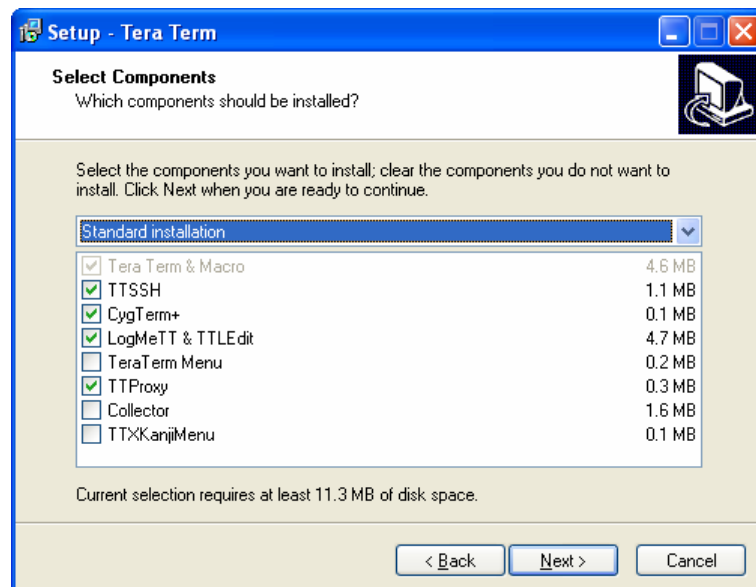 Setup - Tera Term
Select Components
Which components should be installed?
Select the components you want to install; clear the components you do not want to
install. Click Next when you are ready to continue.
Standard installation
Tera Term & Macro 4.6 MB
TTSSH 1.1 MB
CygTerm+ 0.1 MB
LogMeTT & TTLEdit 4.7 MB
TeraTerm Menu 0.2 MB
TTProxy 0.3 MB
Collector 1.6 MB
TTXKanjiMenu 0.1 MB
Current selection requires at least 11.3 MB of disk space.
< Back Next > Cancel